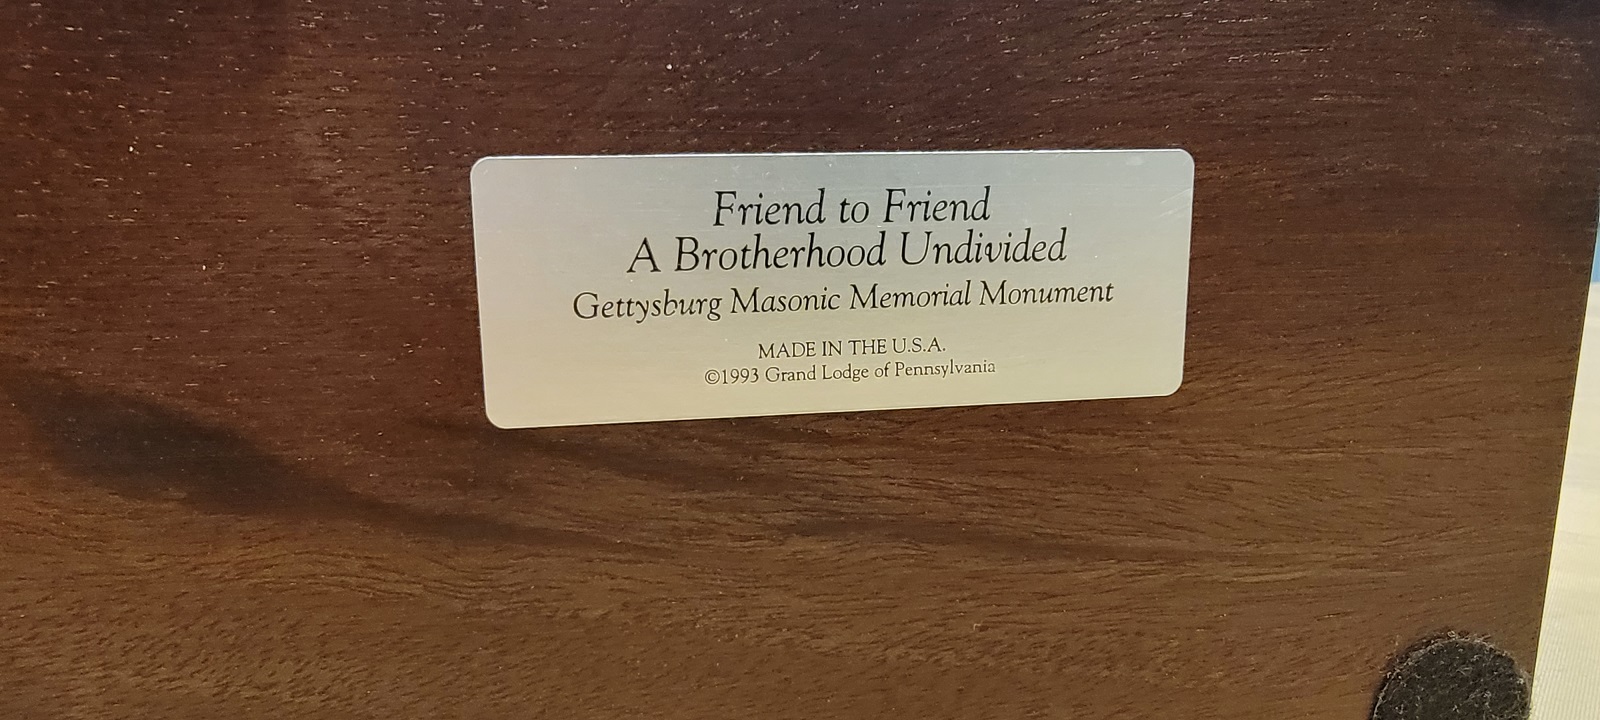 Friend to Friend
A Brotherhood Undivided
Gettysburg Masonic Memorial Monument
MADE IN THE U.S.A.
©1993 Grand Lodge of Pennsylvania